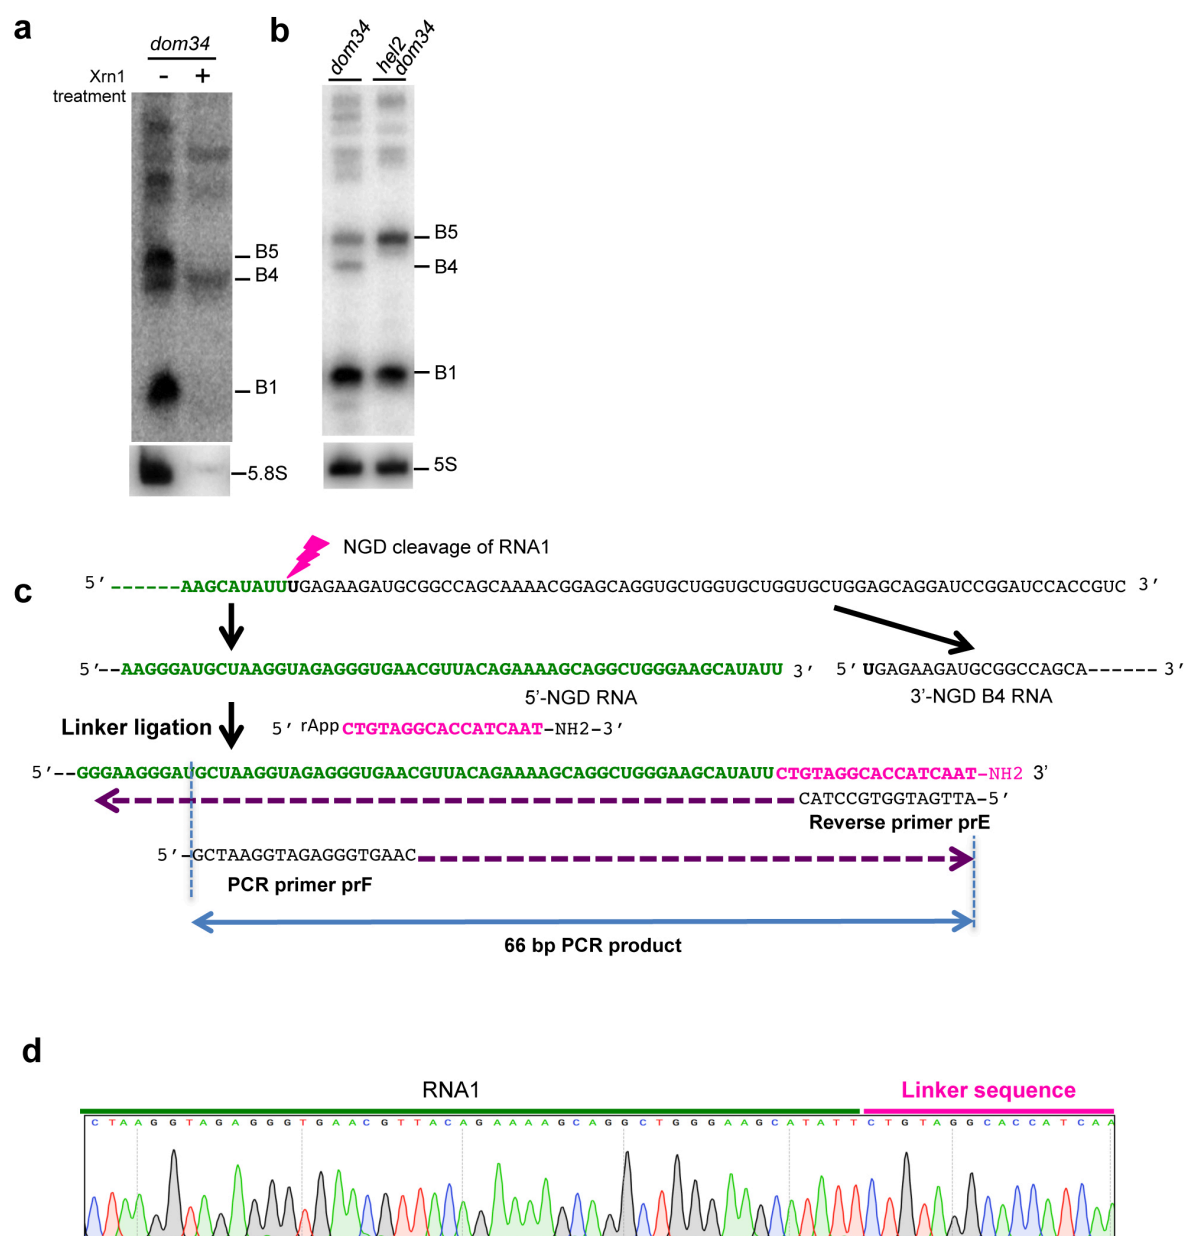 a
dom34
Xrn1
treatment
- +
B5
B4
B1
5.8S
b
dom34
hel2
dom34
B5
B4
B1
5S
c
NGD cleavage of RNA1
5′ ------AAGCAUAUUUGAGAAGAUGCGGCCAGCAAAACGGAGCAGGUGCUGGUGCUGGUGCUGGAGCAGGAUCCGGAUCCACCGUC 3′
5′--AAGGGAUGCUAAGGUAGAGGGUGAACGUUACAGAAAAGCAGGCUGGGAAGCAUAUU 3′
5′-NGD RNA
5′ UGAGAAGAUGCGGCCAGCA------ 3′
3′-NGD B4 RNA
Linker ligation
5′ rApp CTGTAGGCACCATCAAT-NH2-3′
5′--GGGAAGGGAUGCUAAGGUAGAGGGUGAACGUUACAGAAAAGCAGGCUGGGAAGCAUAUUCTGTAGGCACCATCAAT-NH2 3′
CATCCGTGGTAGTTA-5′
Reverse primer prE
5′-GCTAAGGTAGAGGGTGAAC
PCR primer prF
66 bp PCR product
d
RNA1
Linker sequence
CTAAGGTAGAGGGTGAACGTTACAGAAAAGCAGGCTGGGAAGCATATTCTGTAGGCACCATCAA